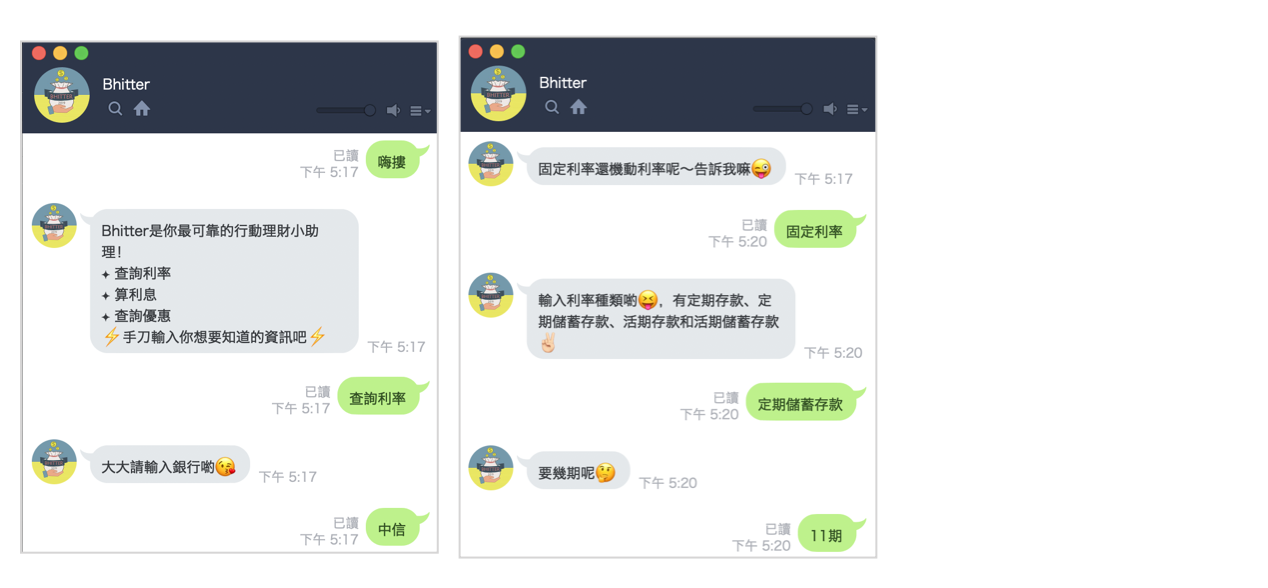 Bhitter
已讀
下午 5:17
嗨摟
Bhitter是你最可靠的行動理財小助
理！
✦ 查詢利率
✦ 算利息
✦ 查詢優惠
⚡手刀輸入你想要知道的資訊吧⚡
下午 5:17
已讀
下午 5:17
查詢利率
大大請輸入銀行喲😘
下午 5:17
已讀
下午 5:17
中信
Bhitter
固定利率還機動利率呢～告訴我嘛😜
下午 5:17
已讀
下午 5:20
固定利率
輸入利率種類喲😝，有定期存款、定
期儲蓄存款、活期存款和活期儲蓄存款
✌🏻
下午 5:20
已讀
下午 5:20
定期儲蓄存款
要幾期呢🤔
下午 5:20
已讀
下午 5:20
11期